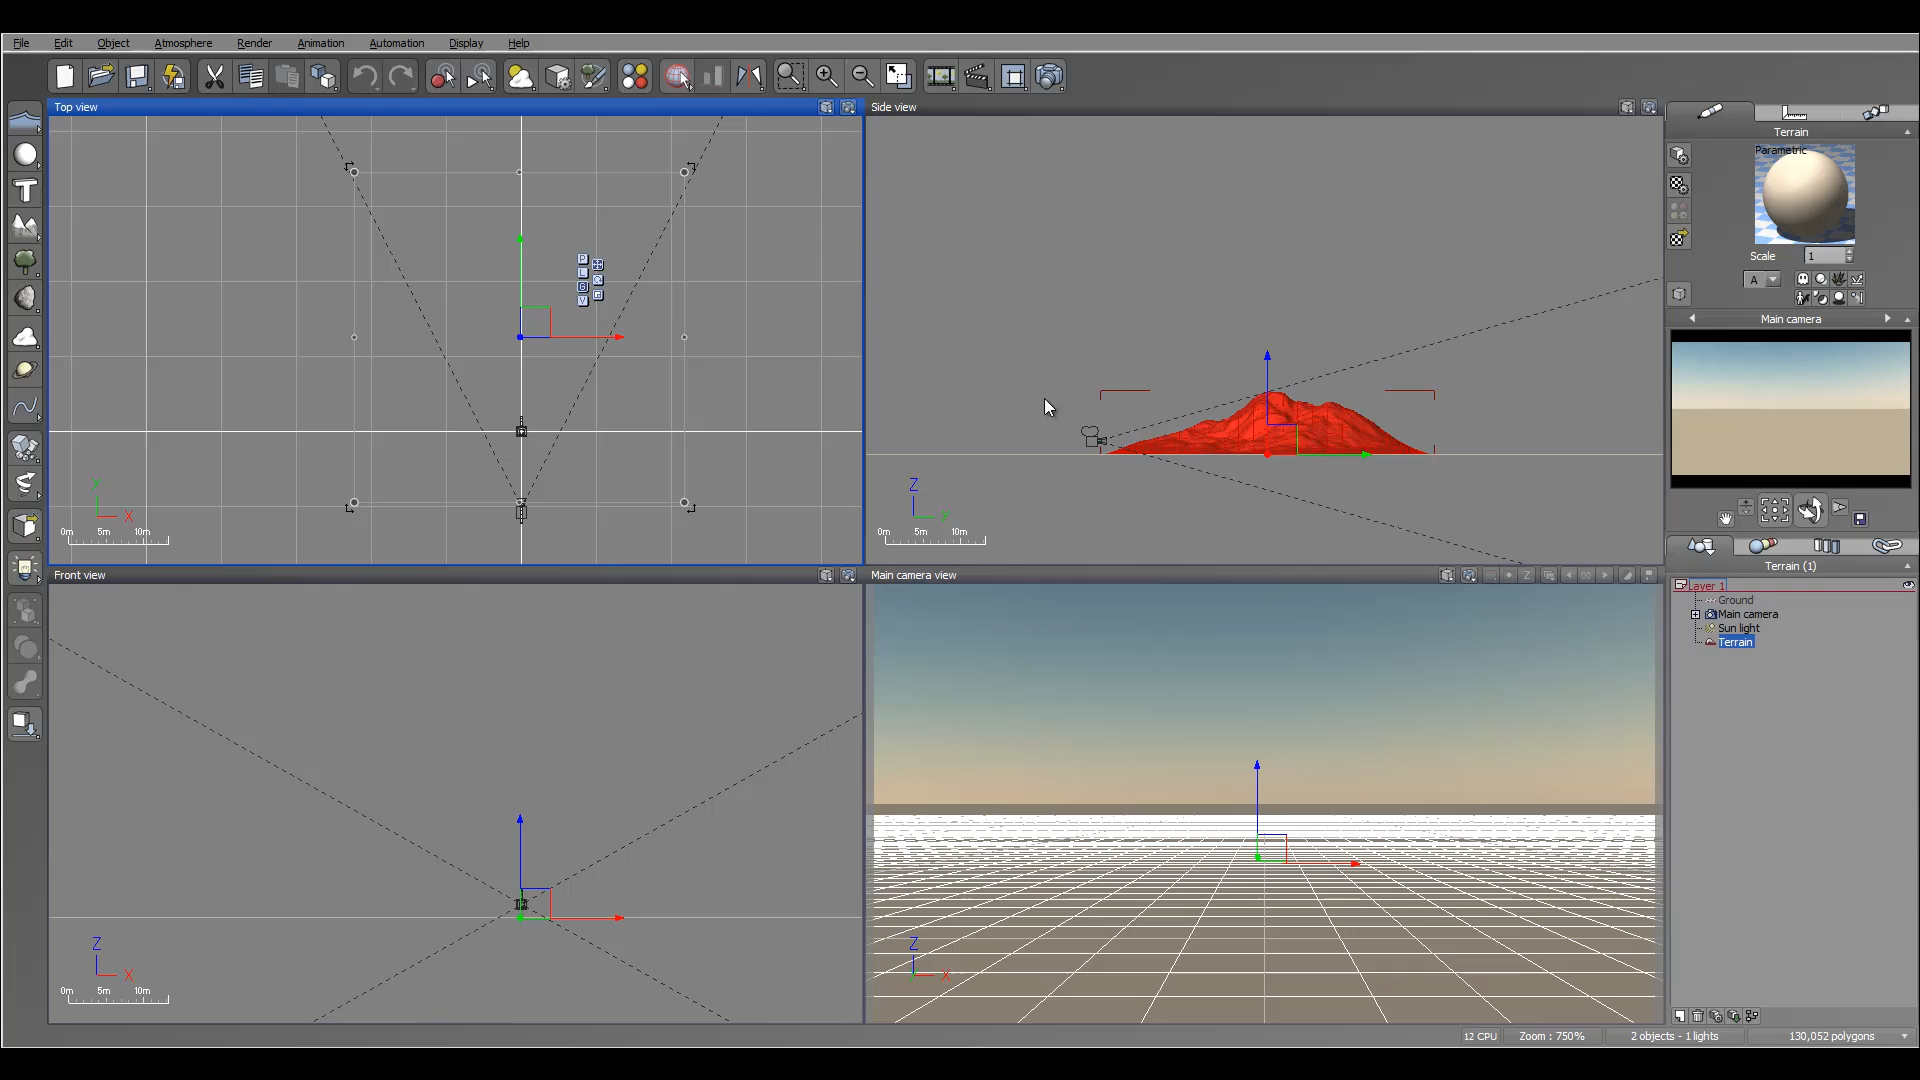 File Edit Object Atmosphere Render Animation Automation Display Help
Top view
Side view
Terrain
Parametric
Scale 1
A
Main camera
P
L
G
V
Y
X
0m 5m 10m
Z
Y
0m 5m 10m
Front view
Main camera view
Z
Terrain (1)
Layer 1
Ground
Main camera
Sun light
Terrain
Z
X
0m 5m 10m
Z
X
12 CPU Zoom : 750% 2 objects - 1 lights 130,052 polygons